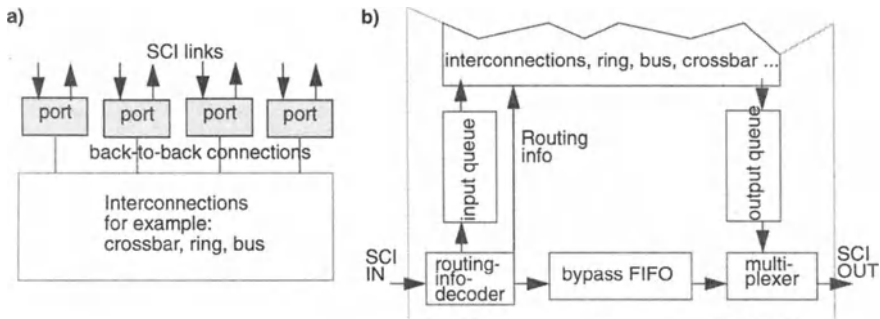 a)
SCI links
port
port
port
port
back-to-back connections
Interconnections
for example:
crossbar, ring, bus
b)
interconnections, ring, bus, crossbar ...
input queue
Routing
info
output queue
SCI
IN
routing-
info-
decoder
bypass FIFO
multi-
plexer
SCI
OUT